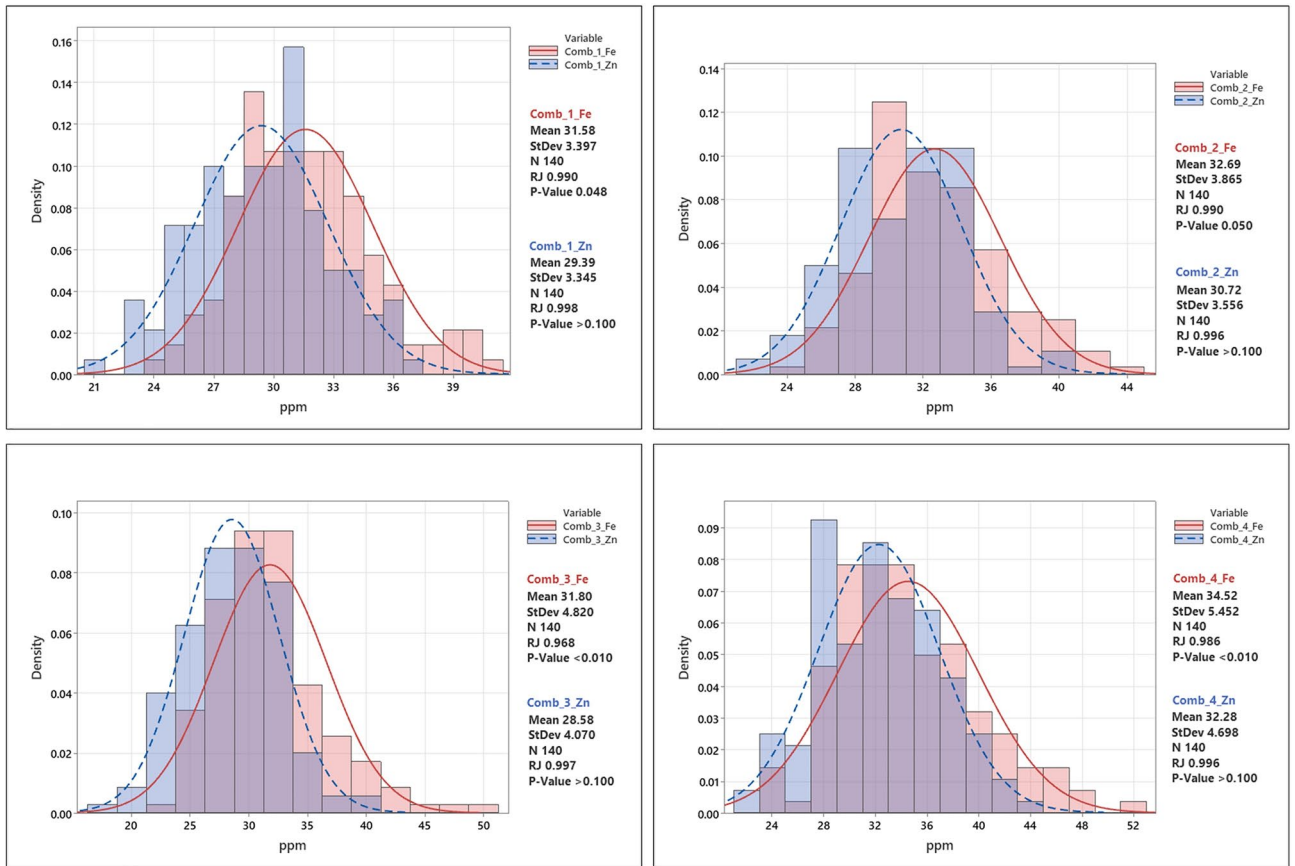 Variable
Comb_1_Fe
Comb_1_Zn
Comb_1_Fe
Mean 31.58
StDev 3.397
N 140
RJ 0.990
P-Value 0.048
Comb_1_Zn
Mean 29.39
StDev 3.345
N 140
RJ 0.998
P-Value >0.100
Density
0.16
0.14
0.12
0.10
0.08
0.06
0.04
0.02
0.00
21 24 27 30 33 36 39
ppm
Variable
Comb_2_Fe
Comb_2_Zn
Comb_2_Fe
Mean 32.69
StDev 3.865
N 140
RJ 0.990
P-Value 0.050
Comb_2_Zn
Mean 30.72
StDev 3.556
N 140
RJ 0.996
P-Value >0.100
Density
0.14
0.12
0.10
0.08
0.06
0.04
0.02
0.00
24 28 32 36 40 44
ppm
Variable
Comb_3_Fe
Comb_3_Zn
Comb_3_Fe
Mean 31.80
StDev 4.820
N 140
RJ 0.968
P-Value <0.010
Comb_3_Zn
Mean 28.58
StDev 4.070
N 140
RJ 0.997
P-Value >0.100
Density
0.10
0.08
0.06
0.04
0.02
0.00
20 25 30 35 40 45 50
ppm
Variable
Comb_4_Fe
Comb_4_Zn
Comb_4_Fe
Mean 34.52
StDev 5.452
N 140
RJ 0.986
P-Value <0.010
Comb_4_Zn
Mean 32.28
StDev 4.698
N 140
RJ 0.996
P-Value >0.100
Density
0.09
0.08
0.07
0.06
0.05
0.04
0.03
0.02
0.01
0.00
24 28 32 36 40 44 48 52
ppm